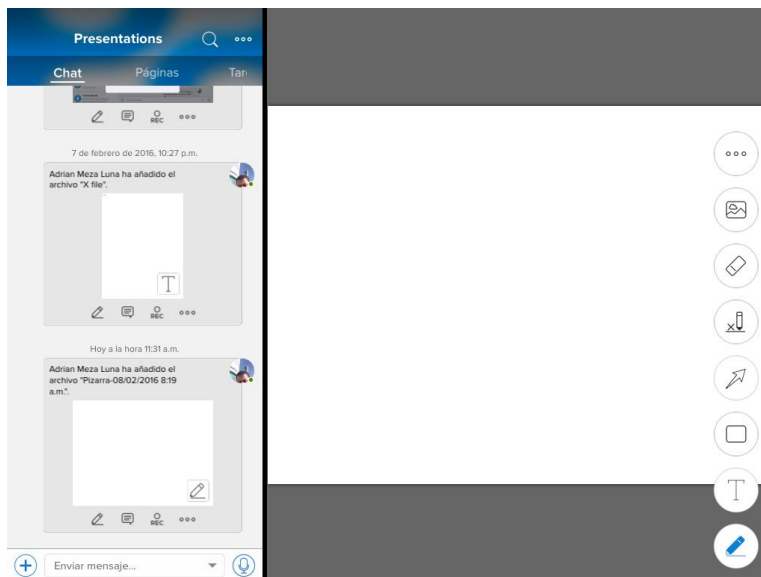 Presentations
Chat Páginas Tar
REC
7 de febrero de 2016, 10:27 p.m.
Adrian Meza Luna ha añadido el
archivo "X file".
T
REC
Hoy a la hora 11:31 a.m.
Adrian Meza Luna ha añadido el
archivo "Pizarra-08/02/2016 8:19
a.m.".
REC
Enviar mensaje...
x
T